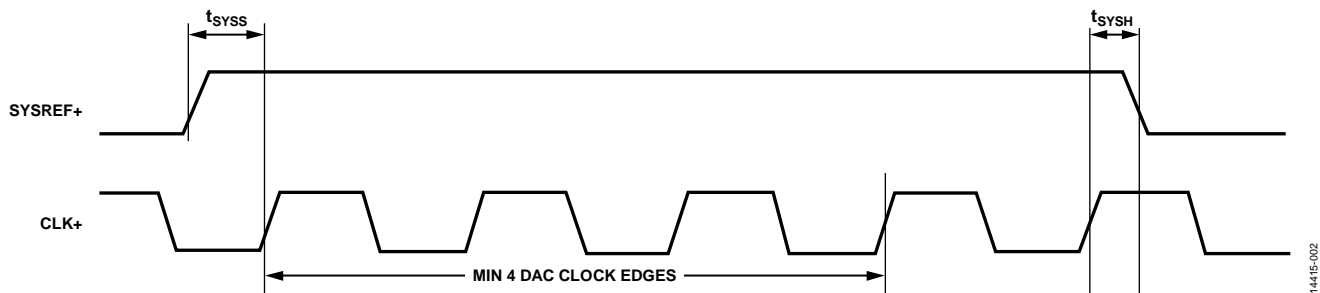 tSYSS
tSYSH
SYSREF+
CLK+
MIN 4 DAC CLOCK EDGES
14415-002